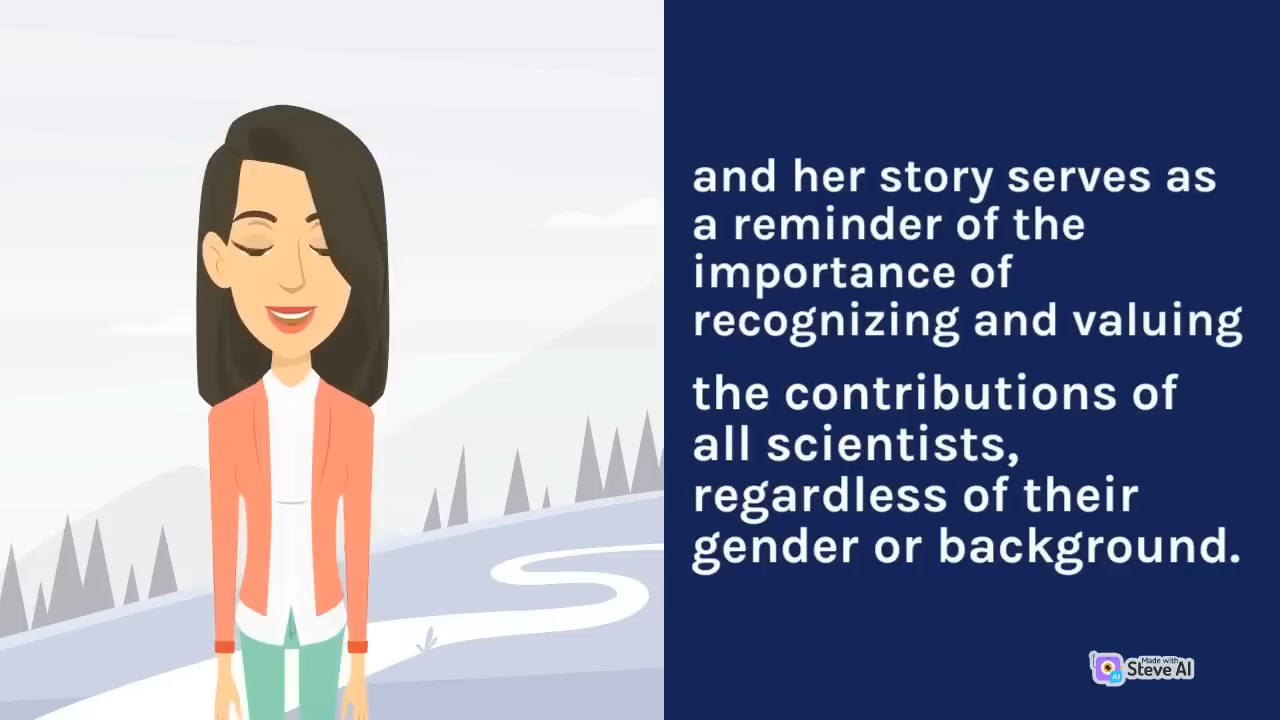 and her story serves as
a reminder of the
importance of
recognizing and valuing
the contributions of
all scientists,
regardless of their
gender or background.
Made with
Steve AI
AI